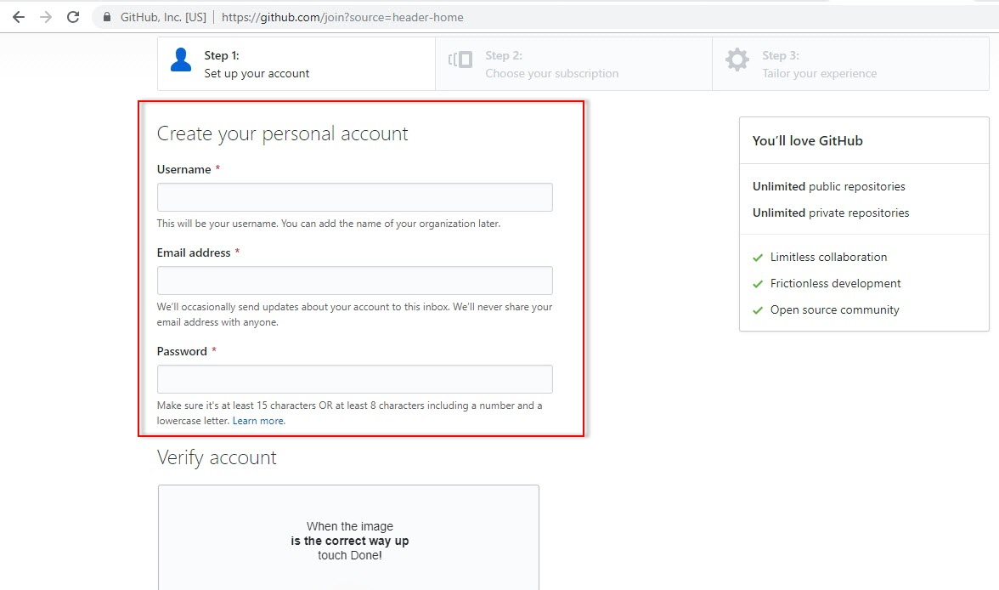 GitHub, Inc. [US] | https://github.com/join?source=header-home
Step 1:
Set up your account
Step 2:
Choose your subscription
Step 3:
Tailor your experience
Create your personal account
Username *
This will be your username. You can add the name of your organization later.
Email address *
We’ll occasionally send updates about your account to this inbox. We’ll never share your
email address with anyone.
Password *
Make sure it's at least 15 characters OR at least 8 characters including a number and a
lowercase letter. Learn more.
Verify account
When the image
is the correct way up
touch Done!
You’ll love GitHub
Unlimited public repositories
Unlimited private repositories
Limitless collaboration
Frictionless development
Open source community